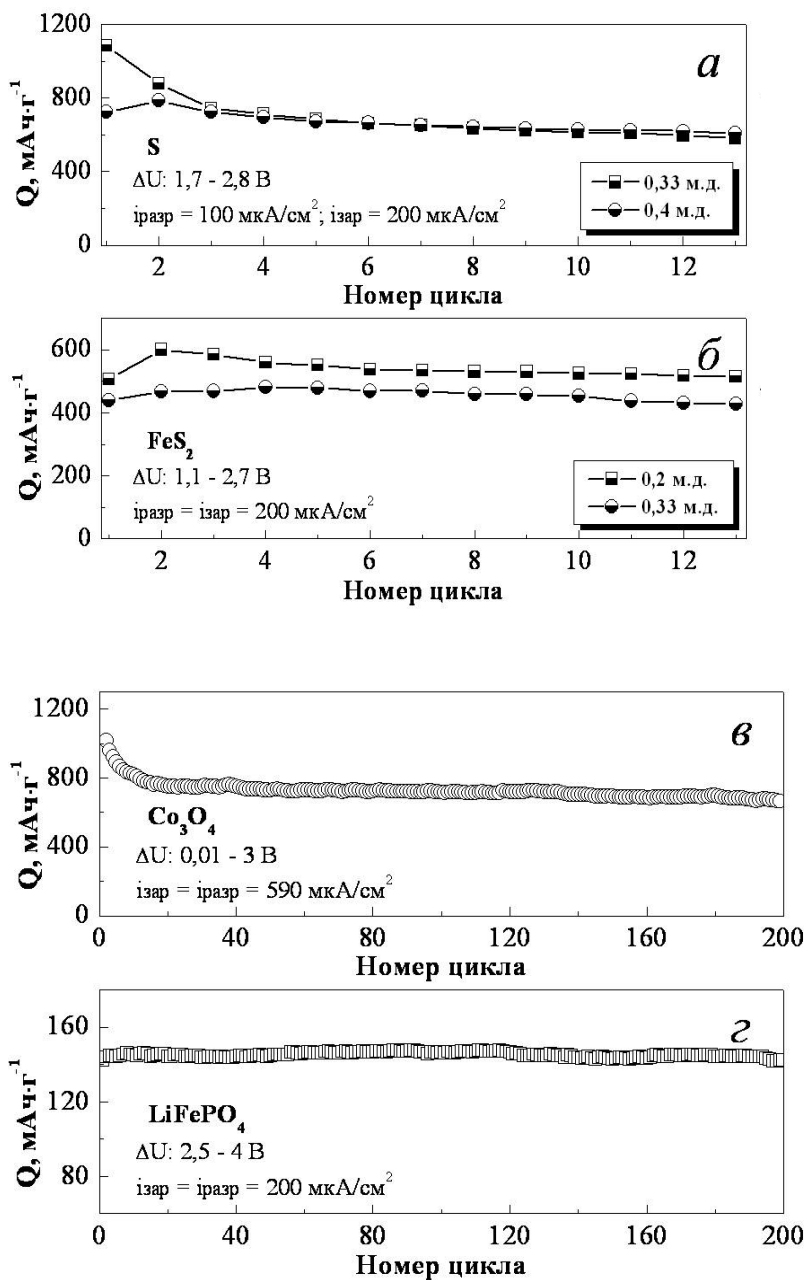 1200
800
400
0
Q, мАч·г⁻¹
а
S
ΔU: 1,7 - 2,8 В
iразр = 100 мкА/см²; iзар = 200 мкА/см²
0,33 м.д.
0,4 м.д.
2 4 6 8 10 12
Номер цикла
600
400
200
0
Q, мАч·г⁻¹
б
FeS₂
ΔU: 1,1 - 2,7 В
iразр = iзар = 200 мкА/см²
0,2 м.д.
0,33 м.д.
2 4 6 8 10 12
Номер цикла
1200
800
400
0
Q, мАч·г⁻¹
в
Co₃O₄
ΔU: 0,01 - 3 В
iзар = iразр = 590 мкА/см²
0 40 80 120 160 200
Номер цикла
160
120
80
Q, мАч·г⁻¹
г
LiFePO₄
ΔU: 2,5 - 4 В
iзар = iразр = 200 мкА/см²
0 40 80 120 160 200
Номер цикла